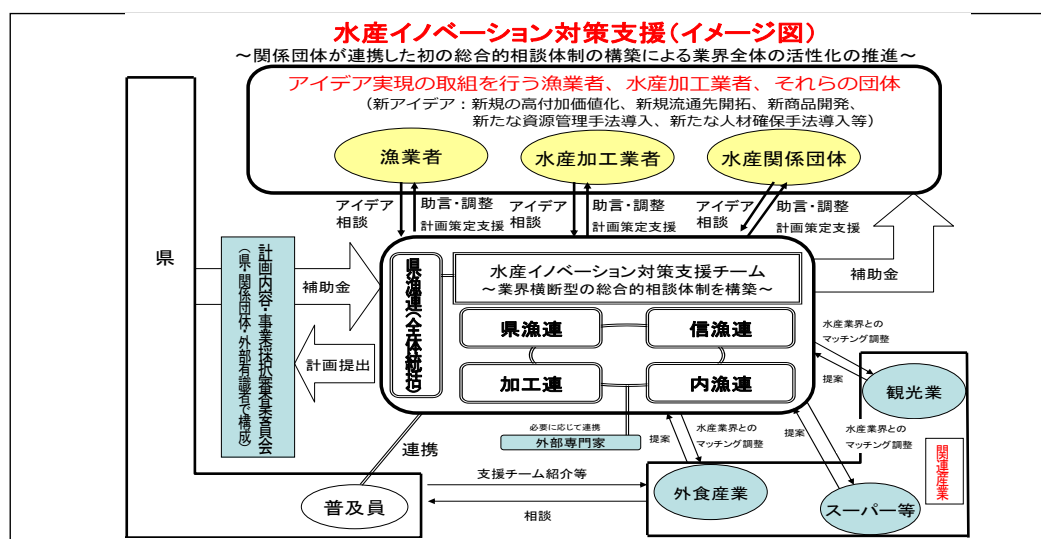 水産イノベーション対策支援(イメージ図)
~関係団体が連携した初の総合的相談体制の構築による業界全体の活性化の推進~
アイデア実現の取組を行う漁業者、水産加工業者、それらの団体
(新アイデア:新規の高付加価値化、新規流通先開拓、新商品開発、
新たな資源管理手法導入、新たな人材確保手法導入等)
漁業者
水産加工業者
水産関係団体
アイデア
相談
助言・調整
計画策定支援
アイデア
相談
助言・調整
計画策定支援
アイデア
相談
助言・調整
計画策定支援
県
計画内容・事業採択審査委員会
(県・関係団体・外部有識者で構成)
補助金
計画提出
県漁連(全体統括)
水産イノベーション対策支援チーム
~業界横断型の総合的相談体制を構築~
県漁連
信漁連
加工連
内漁連
補助金
水産業界との
マッチング調整
提案
観光業
必要に応じて連携
外部専門家
提案
水産業界との
マッチング調整
提案
水産業界との
マッチング調整
関連産業
連携
普及員
支援チーム紹介等
相談
外食産業
スーパー等